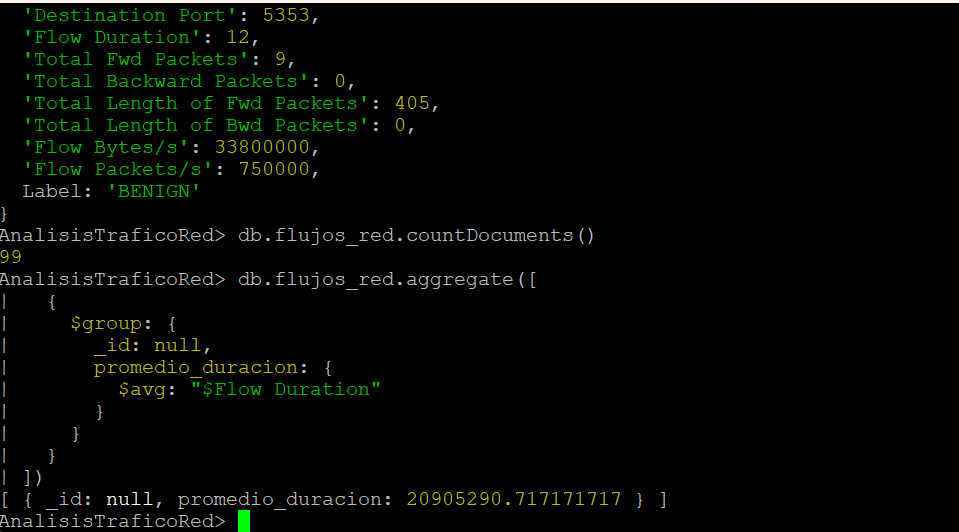 'Destination Port': 5353,
  'Flow Duration': 12,
  'Total Fwd Packets': 9,
  'Total Backward Packets': 0,
  'Total Length of Fwd Packets': 405,
  'Total Length of Bwd Packets': 0,
  'Flow Bytes/s': 33800000,
  'Flow Packets/s': 750000,
  Label: 'BENIGN'
}
AnalisisTraficoRed> db.flujos_red.countDocuments()
99
AnalisisTraficoRed> db.flujos_red.aggregate([
|   {
|     $group: {
|       _id: null,
|       promedio_duracion: {
|         $avg: "$Flow Duration"
|       }
|     }
|   }
| ])
[ { _id: null, promedio_duracion: 20905290.717171717 } ]
AnalisisTraficoRed>